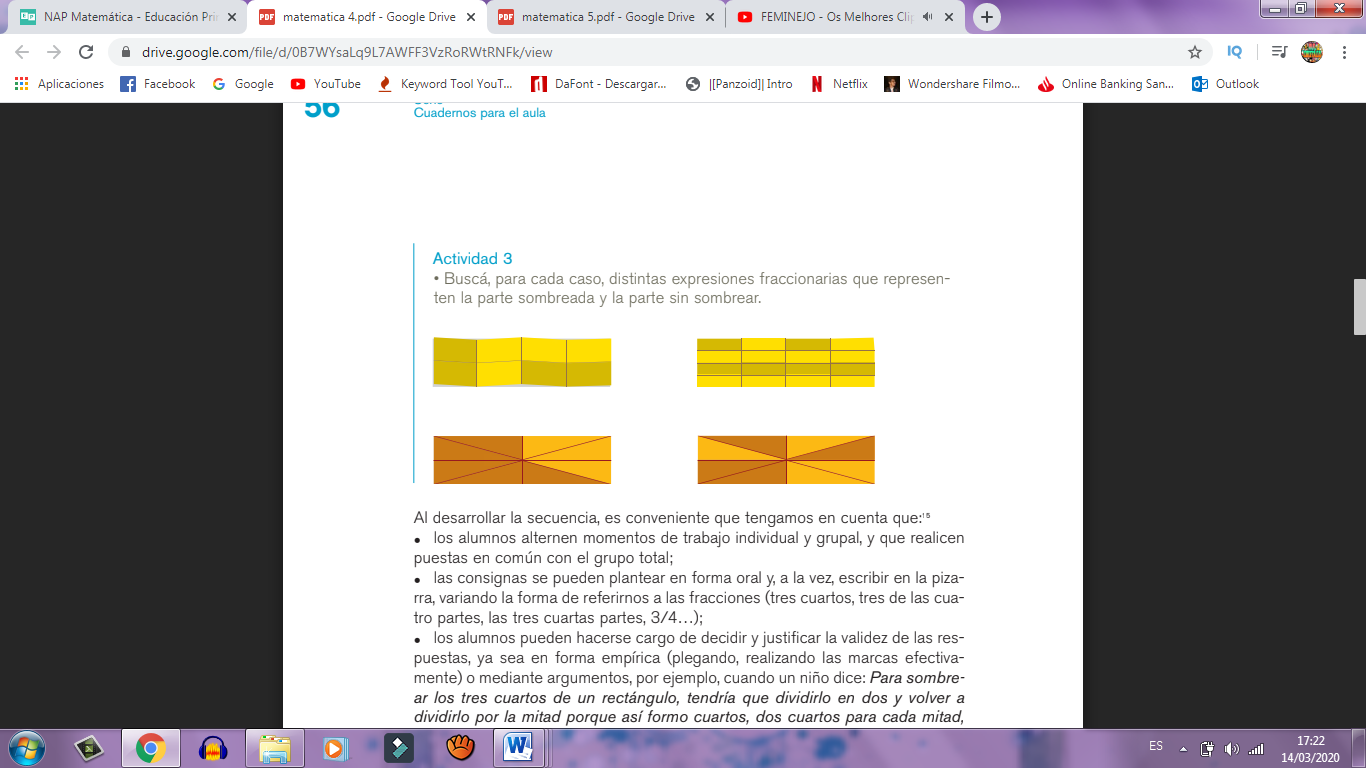 NAP Matemática - Educación Pri
matematica 4.pdf - Google Drive
matematica 5.pdf - Google Drive
FEMINEJO - Os Melhores Clip
drive.google.com/file/d/0B7WYsaLq9L7AWFF3VzRoRWtRNFk/view
IQ
Aplicaciones
Facebook
Google
YouTube
Keyword Tool YouT...
DaFont - Descargar...
|[Panzoid]| Intro
Netflix
Wondershare Filmo...
Online Banking San...
Outlook
56
Serie
Cuadernos para el aula
Actividad 3
• Buscá, para cada caso, distintas expresiones fraccionarias que represen-
ten la parte sombreada y la parte sin sombrear.
Al desarrollar la secuencia, es conveniente que tengamos en cuenta que:15
● los alumnos alternen momentos de trabajo individual y grupal, y que realicen
puestas en común con el grupo total;
● las consignas se pueden plantear en forma oral y, a la vez, escribir en la piza-
rra, variando la forma de referirnos a las fracciones (tres cuartos, tres de las cua-
tro partes, las tres cuartas partes, 3/4…);
● los alumnos pueden hacerse cargo de decidir y justificar la validez de las res-
puestas, ya sea en forma empírica (plegando, realizando las marcas efectiva-
mente) o mediante argumentos, por ejemplo, cuando un niño dice: Para sombre-
ar los tres cuartos de un rectángulo, tendría que dividirlo en dos y volver a
dividirlo por la mitad porque así formo cuartos, dos cuartos para cada mitad,
ES
17:22
14/03/2020